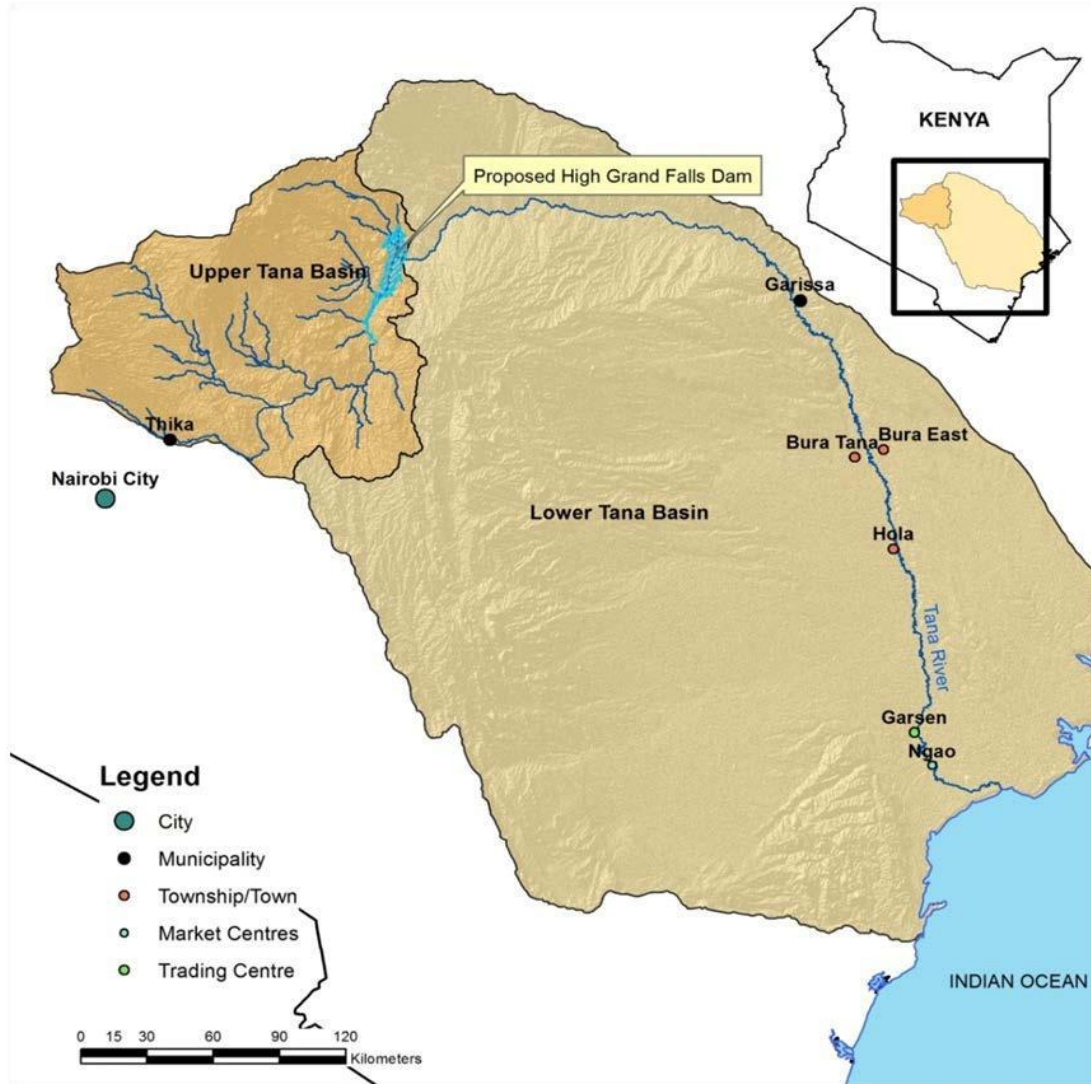 KENYA
Proposed High Grand Falls Dam
Upper Tana Basin
Garissa
Thika
Bura Tana
Bura East
Nairobi City
Lower Tana Basin
Hola
Tana River
Garsen
Ngao
Legend
City
Municipality
Township/Town
Market Centres
Trading Centre
INDIAN OCEAN
0 15 30 60 90 120
Kilometers